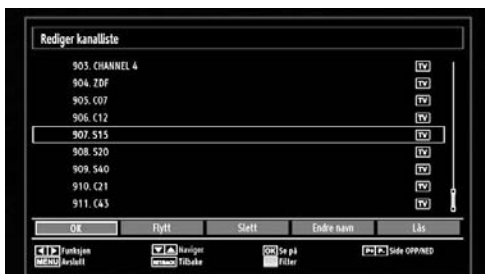 Rediger kanalliste
903. CHANNEL 4 TV
904. ZDF TV
905. C07 TV
906. C12 TV
907. S15 TV
908. S20 TV
909. S40 TV
910. C21 TV
911. C43 TV
OK Flytt Slett Endre navn Lås
Funksjon Naviger OK Se på P+ P- Side OPP/NED
MENU Avslutt RETURN/BACK Tilbake Filter